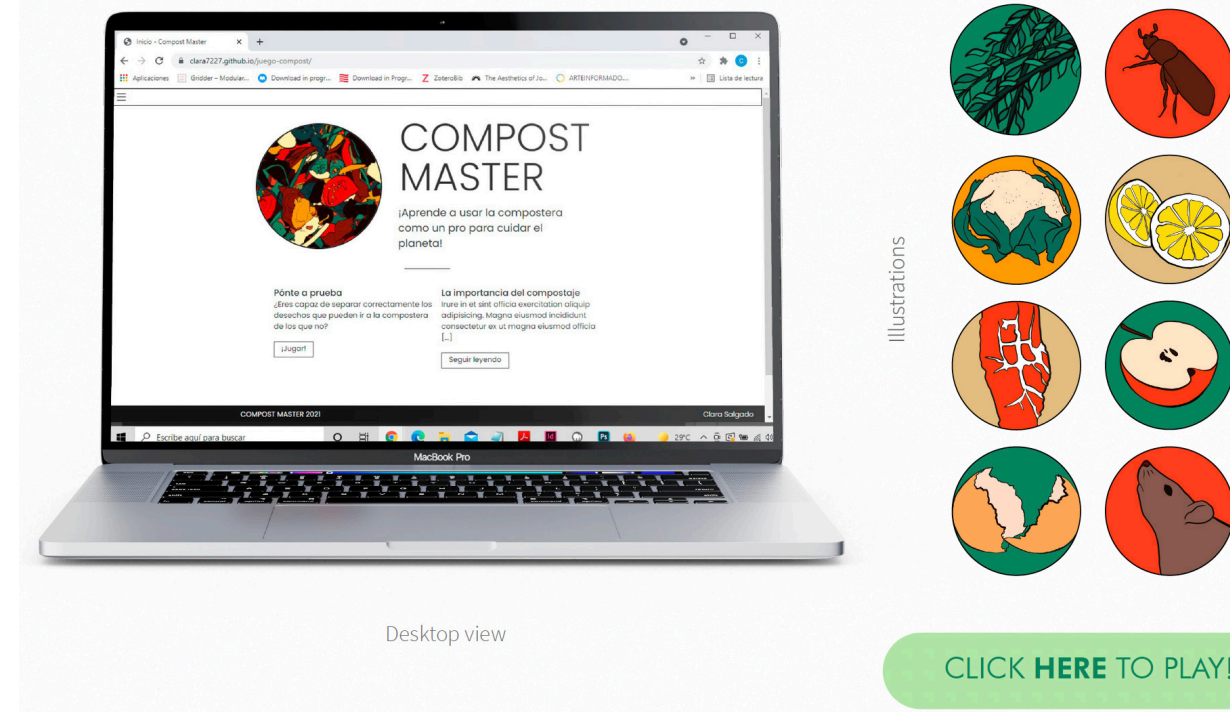 Inicio - Compost Master
clara7227.github.io/juego-compost/
Aplicaciones Gridder – Modular... Download in progr... Download in Progr... ZoteroBib The Aesthetics of Jo... ARTEINFORMADO.... Lista de lectura
COMPOST
MASTER
¡Aprende a usar la compostera
como un pro para cuidar el
planeta!
Pónte a prueba
¿Eres capaz de separar correctamente los
desechos que pueden ir a la compostera
de los que no?
¡Jugar!
La importancia del compostaje
Irure in et sint officia exercitation aliquip
adipisicing. Magna eiusmod incididunt
consectetur ex ut magna eiusmod officia
[...]
Seguir leyendo
COMPOST MASTER 2021 Clara Salgado
Escribe aquí para buscar 29°C
MacBook Pro
Desktop view
Illustrations
CLICK HERE TO PLAY!